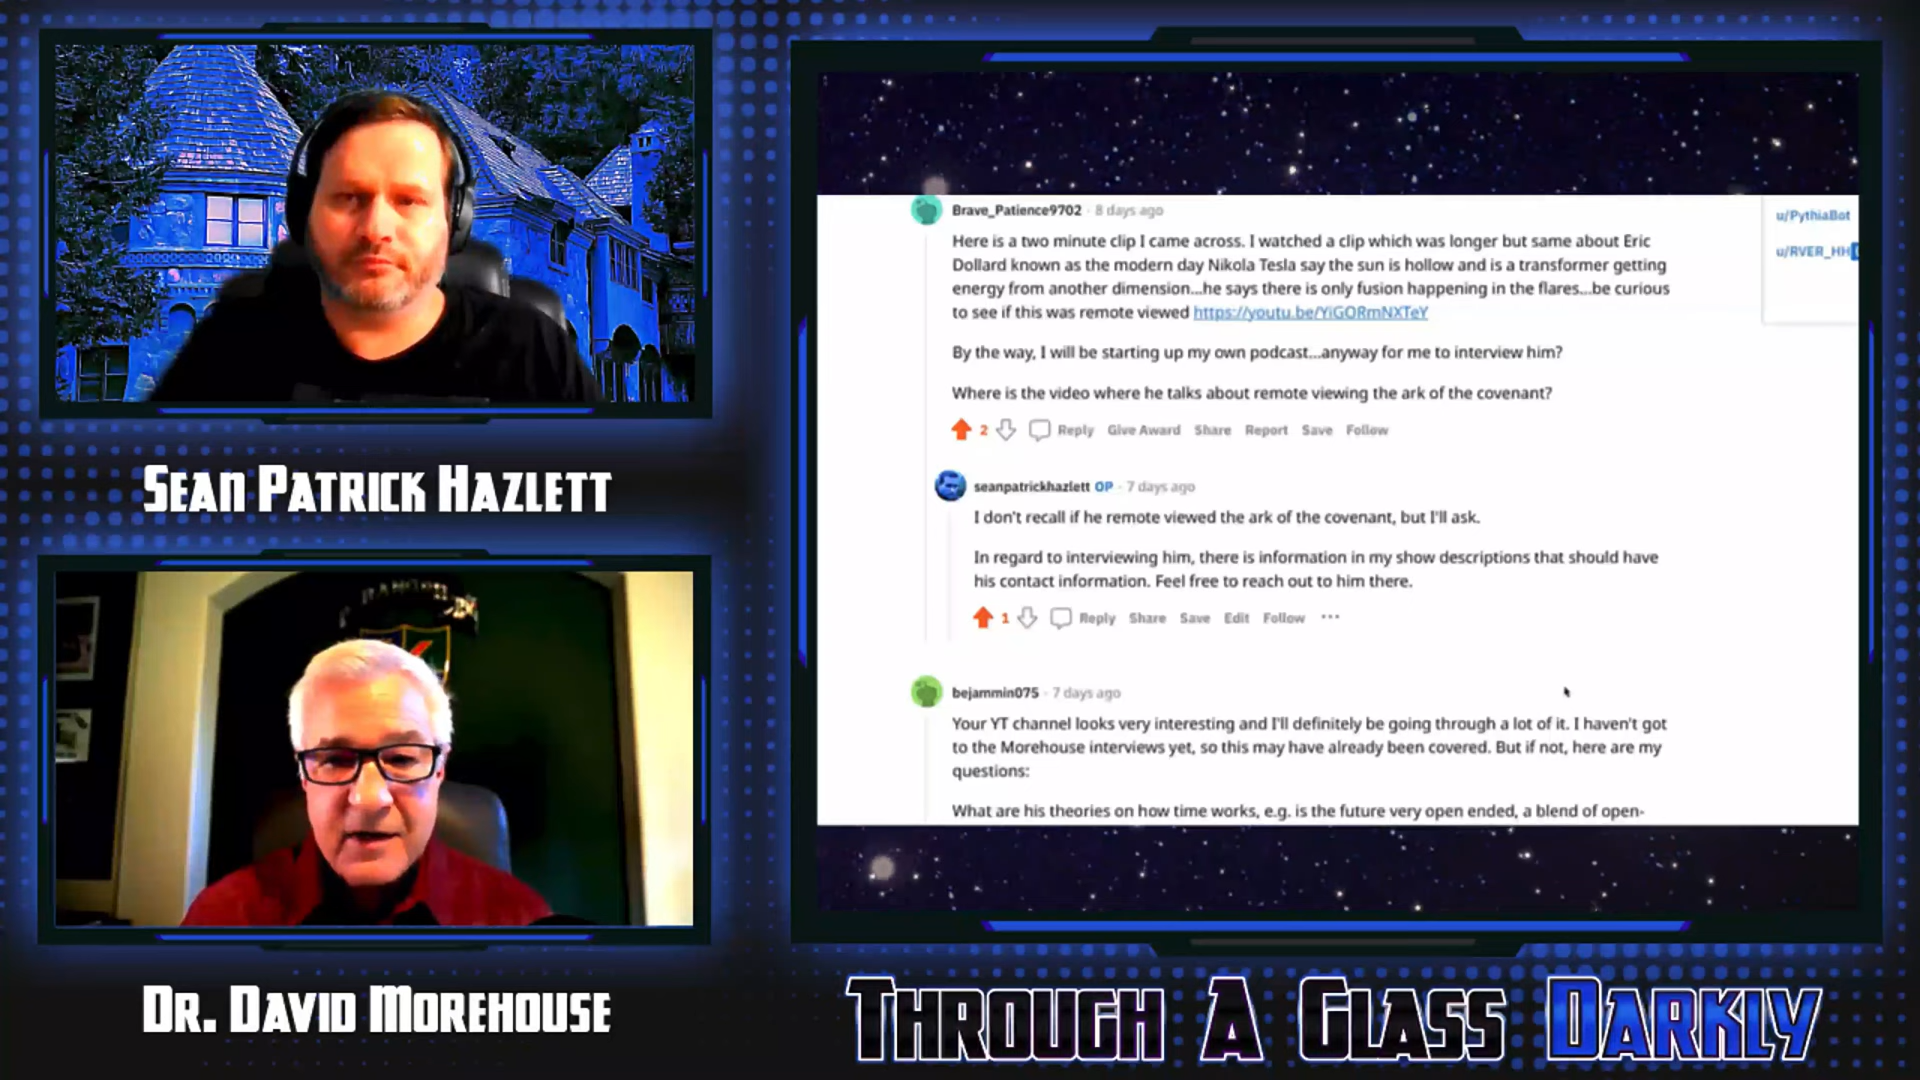 SEAN PATRICK HAZLETT
DR. DAVID MOREHOUSE
Brave_Patience9702 · 8 days ago
Here is a two minute clip I came across. I watched a clip which was longer but same about Eric
Dollard known as the modern day Nikola Tesla say the sun is hollow and is a transformer getting
energy from another dimension...he says there is only fusion happening in the flares...be curious
to see if this was remote viewed https://youtu.be/YiGORmNXTeY
By the way, I will be starting up my own podcast...anyway for me to interview him?
Where is the video where he talks about remote viewing the ark of the covenant?
2 Reply Give Award Share Report Save Follow
seanpatrickhazlett OP · 7 days ago
I don't recall if he remote viewed the ark of the covenant, but I'll ask.
In regard to interviewing him, there is information in my show descriptions that should have
his contact information. Feel free to reach out to him there.
1 Reply Share Save Edit Follow ···
bejammin075 · 7 days ago
Your YT channel looks very interesting and I'll definitely be going through a lot of it. I haven't got
to the Morehouse interviews yet, so this may have already been covered. But if not, here are my
questions:
What are his theories on how time works, e.g. is the future very open ended, a blend of open-
u/PythiaBot
u/RVER_HH
THROUGH A GLASS DARKLY